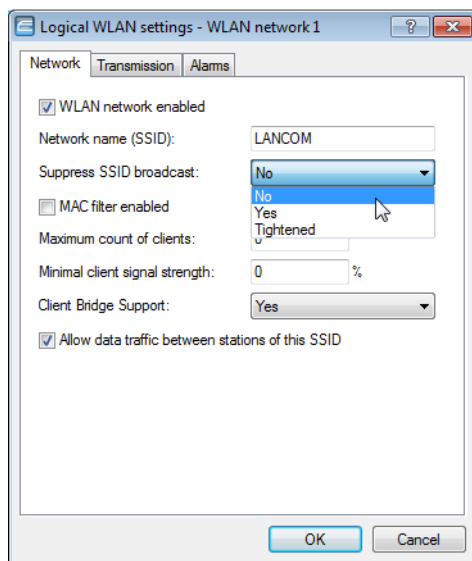 Logical WLAN settings - WLAN network 1
Network Transmission Alarms
WLAN network enabled
Network name (SSID): LANCOM
Suppress SSID broadcast: No
No
MAC filter enabled Yes
Tightened
Maximum count of clients: 0
Minimal client signal strength: 0 %
Client Bridge Support: Yes
Allow data traffic between stations of this SSID
OK Cancel